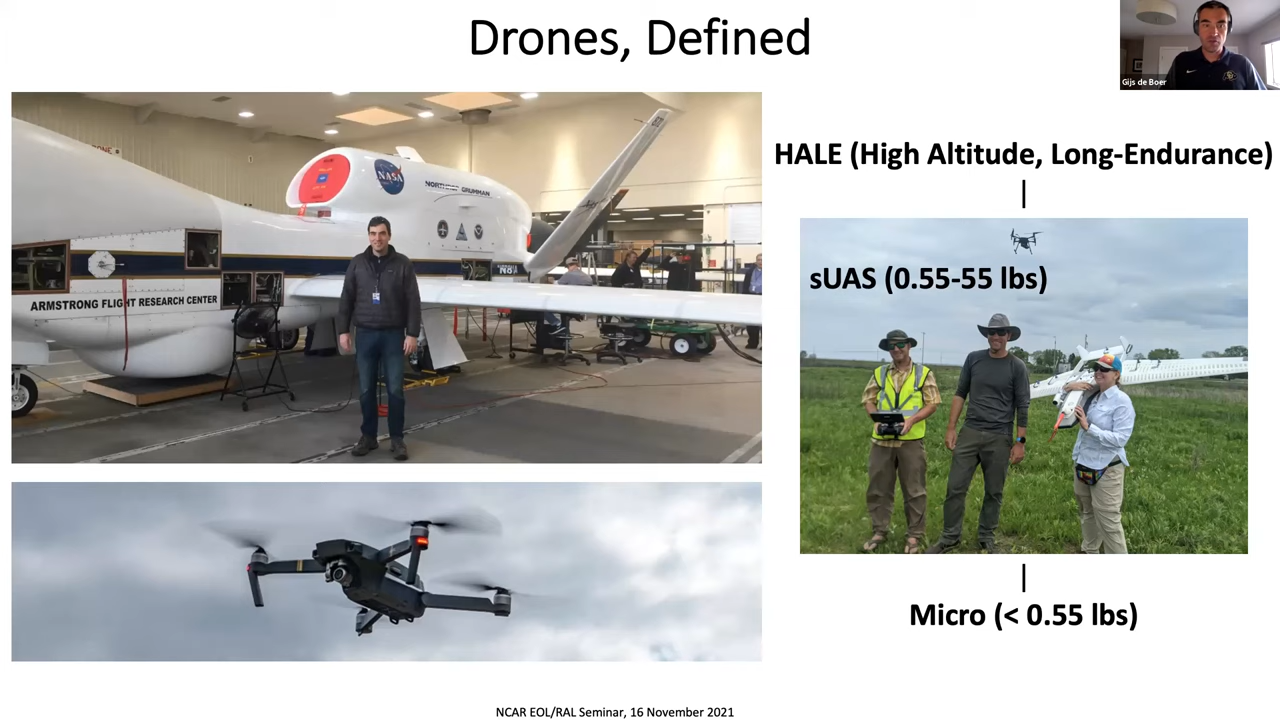 Drones, Defined
Gijs de Boer
NASA
NORTHROP GRUMMAN
ARMSTRONG FLIGHT RESEARCH CENTER
HALE (High Altitude, Long-Endurance)
sUAS (0.55-55 lbs)
Micro (< 0.55 lbs)
NCAR EOL/RAL Seminar, 16 November 2021